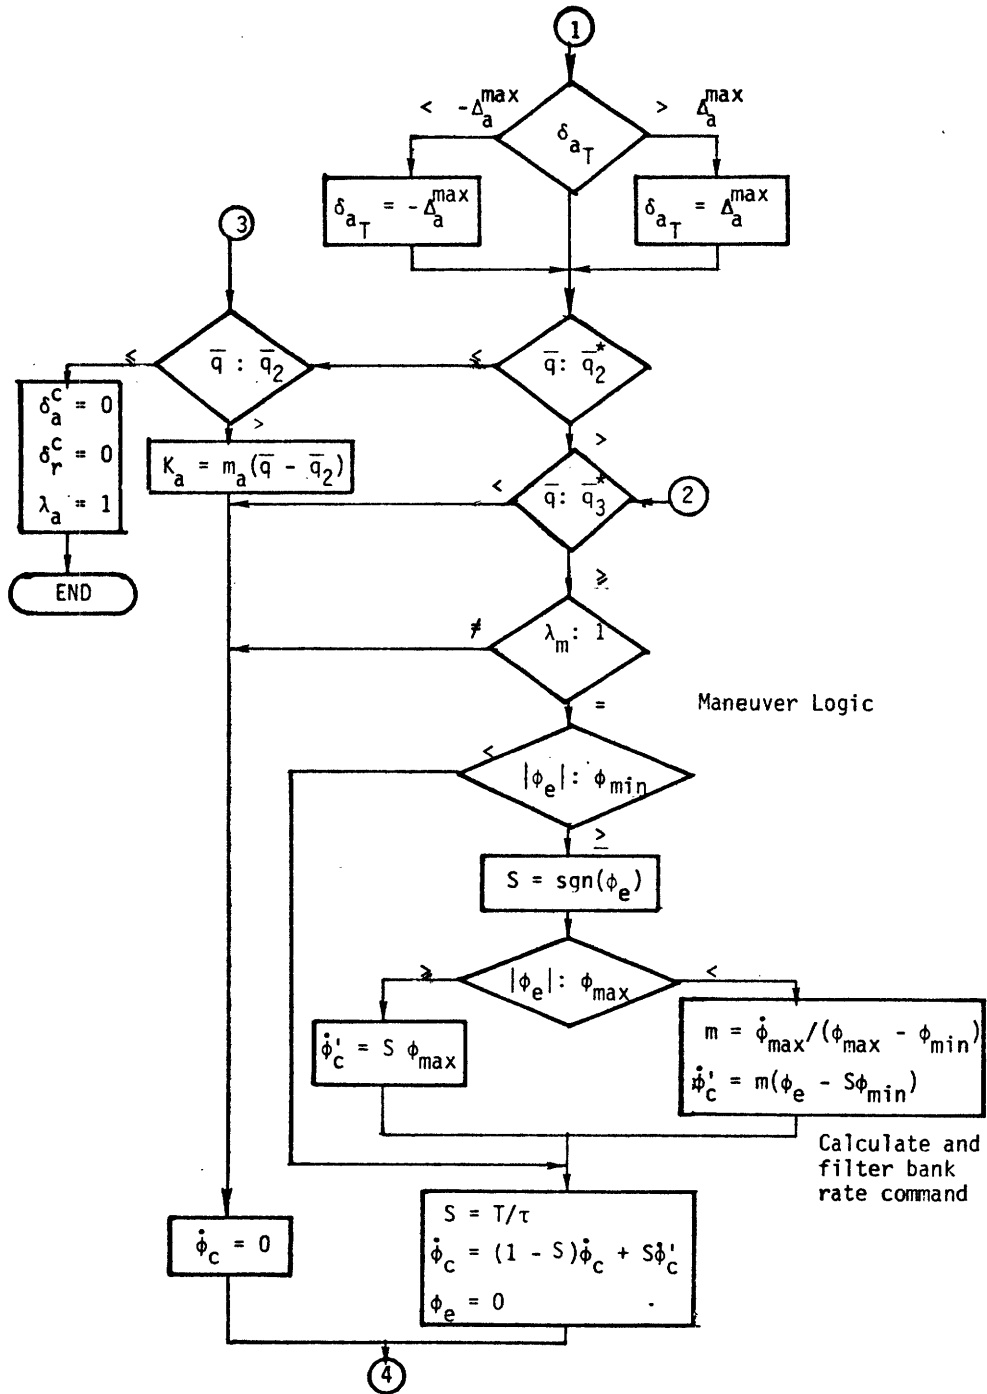 1
< -Δ_a^max
> Δ_a^max
δ_a_T
δ_a_T = -Δ_a^max
δ_a_T = Δ_a^max
3
≤
q̅ : q̅_2
≤
q̅: q̅_2^*
δ_a^c = 0
δ_r^c = 0
λ_a = 1
>
>
K_a = m_a(q̅ - q̅_2)
<
q̅: q̅_3^*
2
END
≥
≠
λ_m: 1
=
Maneuver Logic
<
|ϕ_e|: ϕ_min
≥
S = sgn(ϕ_e)
≥
|ϕ_e|: ϕ_max
<
ϕ̇'_c = S ϕ_max
m = ϕ̇_max/(ϕ_max - ϕ_min)
ϕ̇'_c = m(ϕ_e - Sϕ_min)
Calculate and
filter bank
rate command
ϕ̇_c = 0
S = T/τ
ϕ̇_c = (1 - S)ϕ̇_c + Sϕ̇'_c
ϕ_e = 0
4